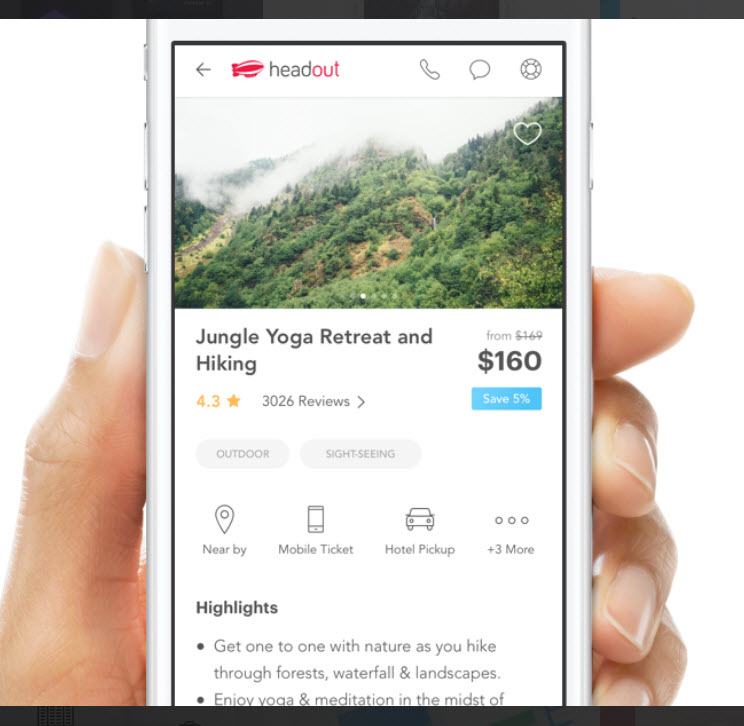 headout
Jungle Yoga Retreat and
Hiking
from $169
$160
4.3
3026 Reviews
Save 5%
OUTDOOR
SIGHT-SEEING
Near by
Mobile Ticket
Hotel Pickup
+3 More
Highlights
Get one to one with nature as you hike
through forests, waterfall & landscapes.
Enjoy yoga & meditation in the midst of